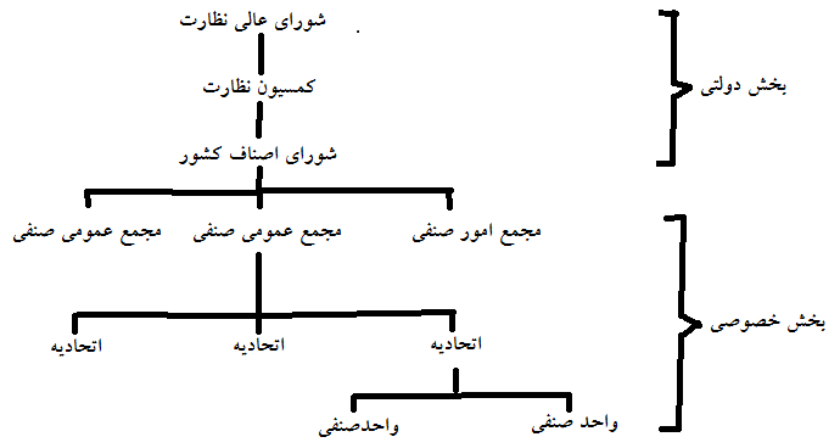 شورای عالی نظارت
کمسیون نظارت
بخش دولتی
شورای اصناف کشور
مجمع امور صنفی
مجمع عمومی صنفی
مجمع عمومی صنفی
بخش خصوصی
اتحادیه
اتحادیه
اتحادیه
واحد صنفی
واحدصنفی